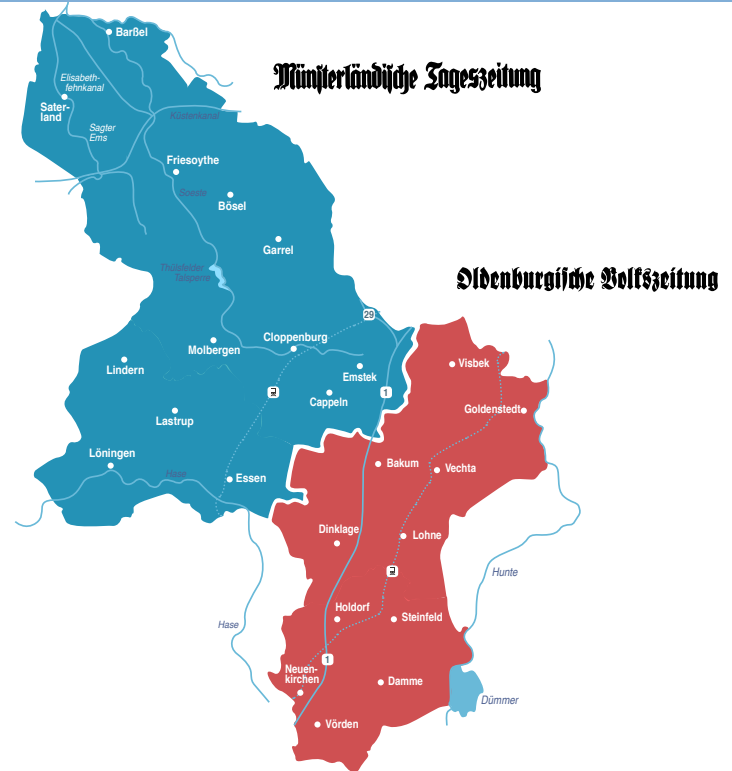 Barßel
Münsterländische Tageszeitung
Elisabeth-
fehnkanal
Sater-
land
Küstenkanal
Sagter
Ems
Friesoythe
Soeste
Bösel
Garrel
Thülsfelder
Talsperre
Oldenburgische Volkszeitung
29
Cloppenburg
Molbergen
Lindern
Emstek
Visbek
1
Cappeln
Goldenstedt
Lastrup
Löningen
Bakum
Vechta
Hase
Essen
Dinklage
Lohne
Hunte
Holdorf
Steinfeld
Hase
1
Neuen-
kirchen
Damme
Dümmer
Vörden